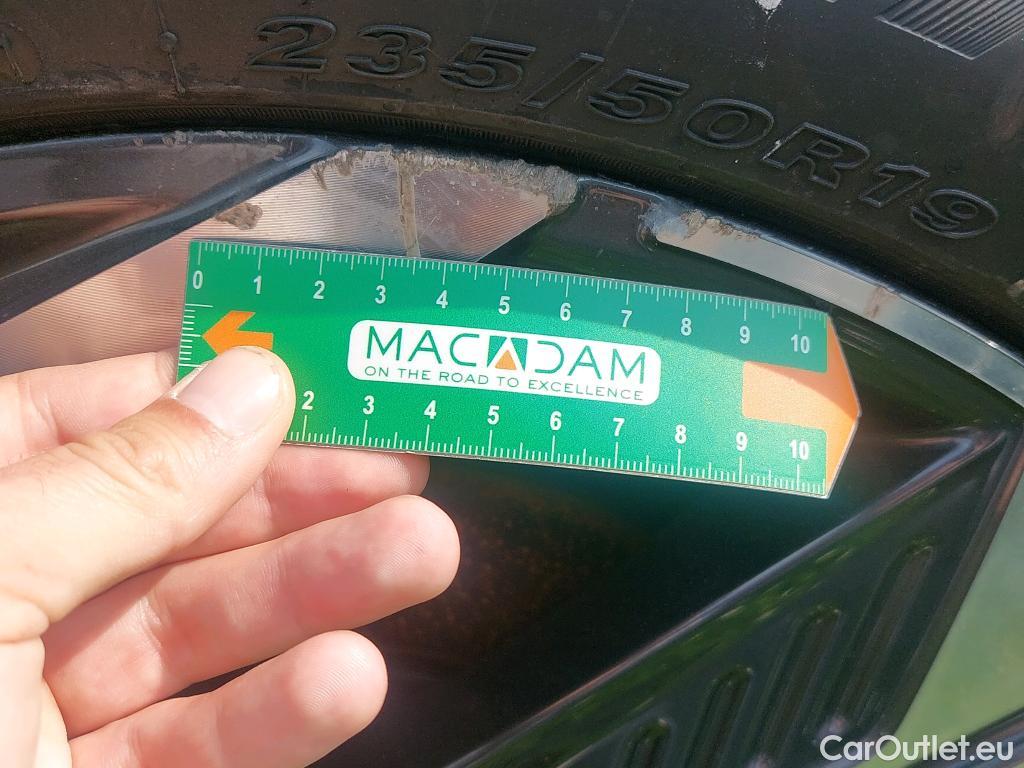 235/50R19
0 1 2 3 4 5 6 7 8 9 10
MACADAM
ON THE ROAD TO EXCELLENCE
2 3 4 5 6 7 8 9 10
CarOutlet.eu